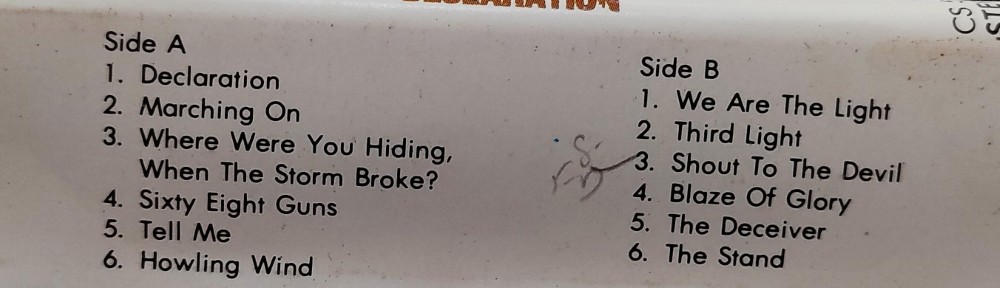 DECLARATION
CS
Side A
1. Declaration
2. Marching On
3. Where Were You Hiding,
When The Storm Broke?
4. Sixty Eight Guns
5. Tell Me
6. Howling Wind
Side B
1. We Are The Light
2. Third Light
3. Shout To The Devil
4. Blaze Of Glory
5. The Deceiver
6. The Stand